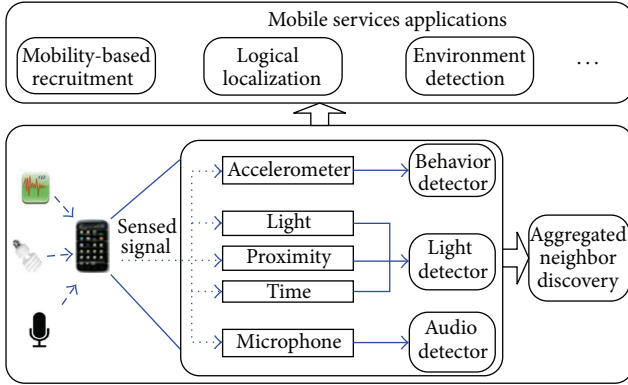 Mobile services applications
Mobility-based
recruitment
Logical
localization
Environment
detection
...
Sensed
signal
Accelerometer
Light
Proximity
Time
Microphone
Behavior
detector
Light
detector
Audio
detector
Aggregated
neighbor
discovery